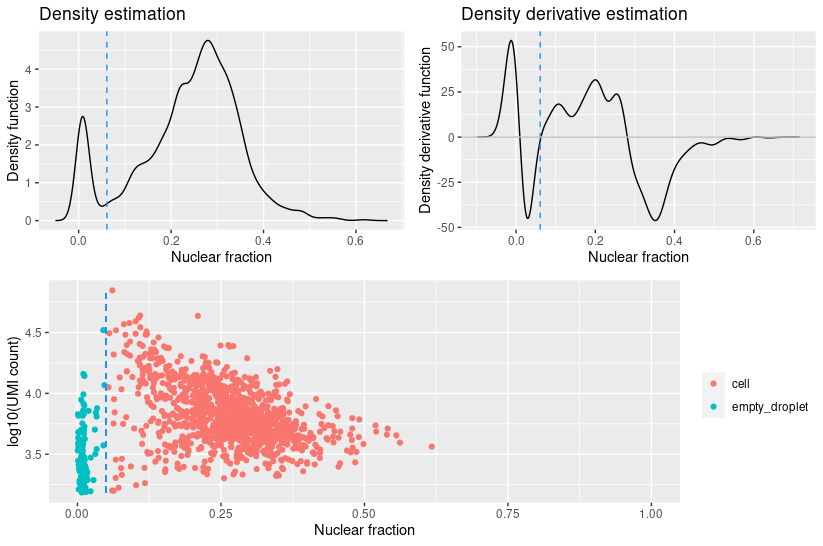 Density estimation
Density function
4
3
2
1
0
0.0 0.2 0.4 0.6
Nuclear fraction
Density derivative estimation
Density derivative function
50
25
0
-25
-50
0.0 0.2 0.4 0.6
Nuclear fraction
log10(UMI count)
4.5
4.0
3.5
0.00 0.25 0.50 0.75 1.00
Nuclear fraction
cell
empty_droplet